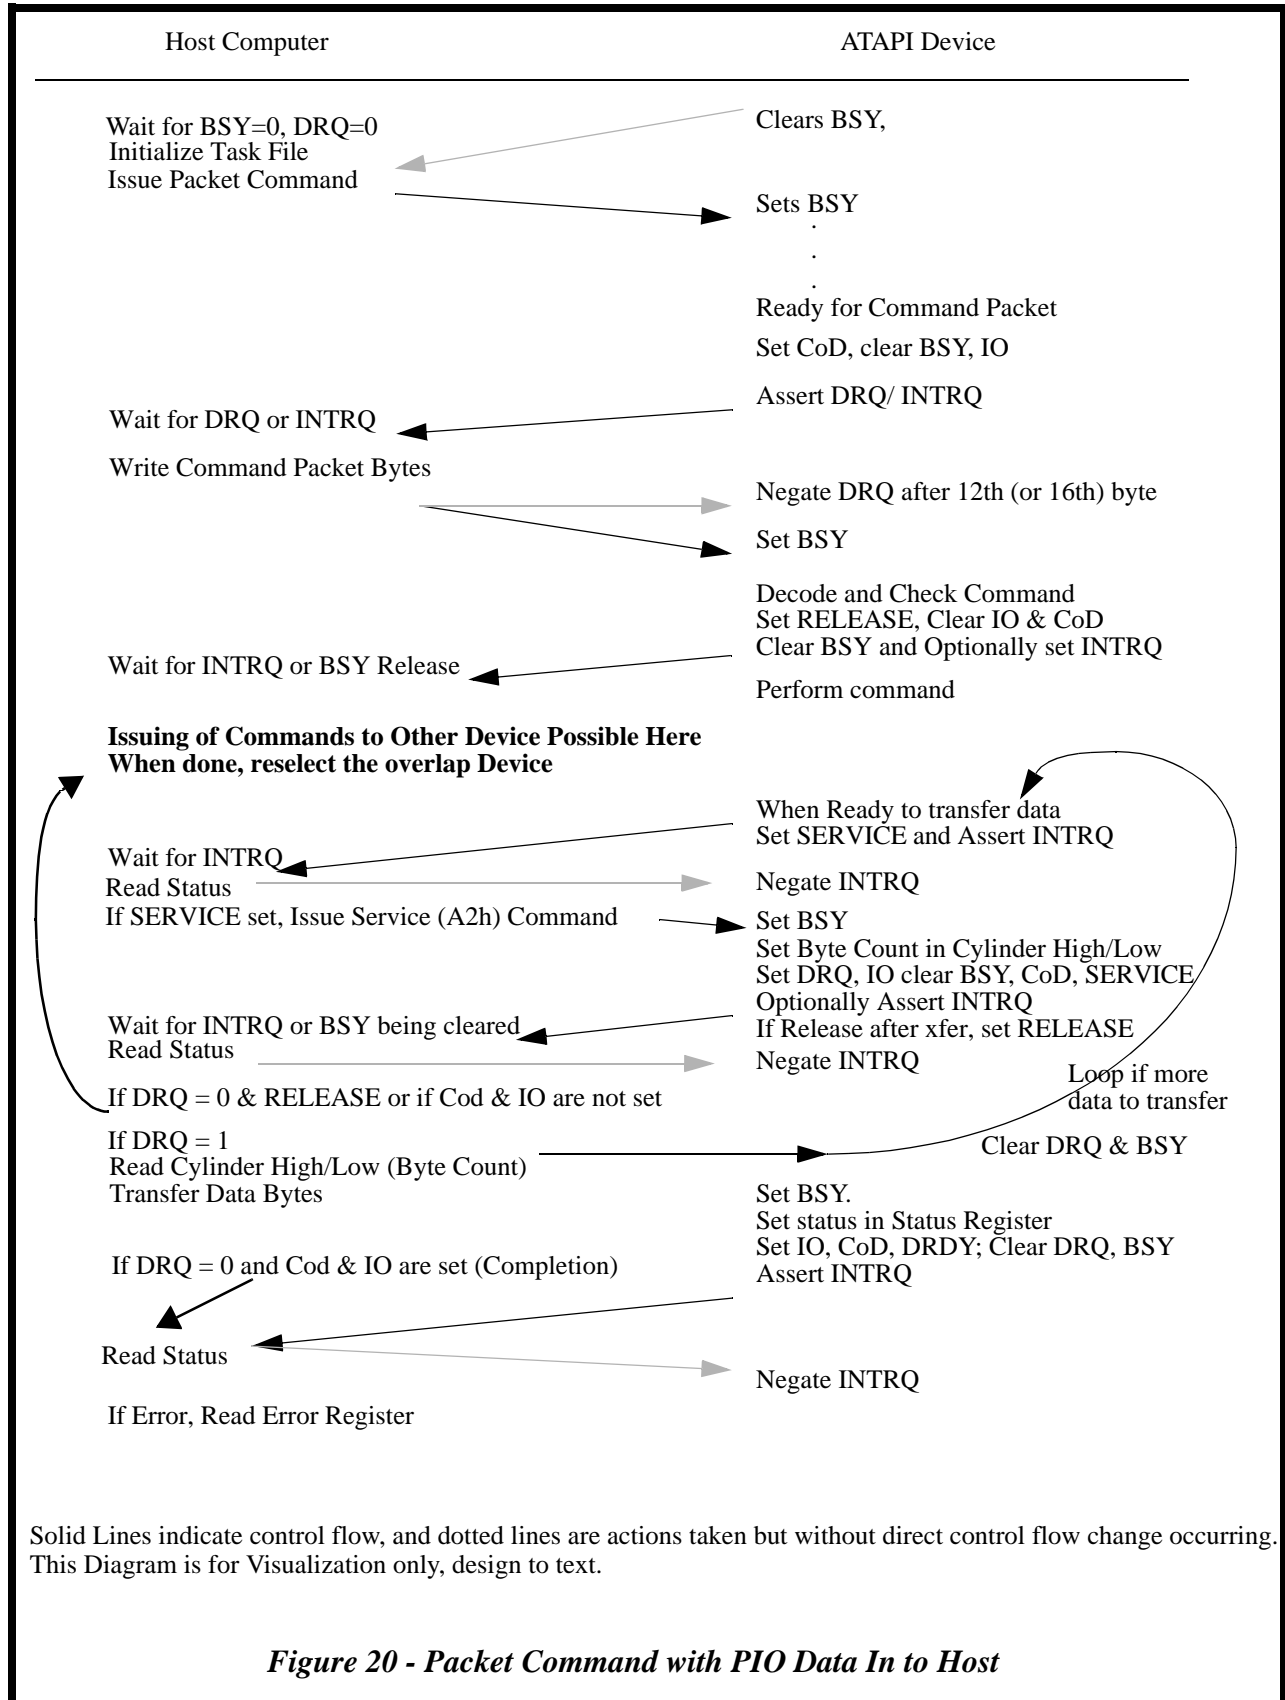 Host Computer
ATAPI Device
Wait for BSY=0, DRQ=0
Initialize Task File
Issue Packet Command
Clears BSY,
Sets BSY
.
.
.
Ready for Command Packet
Set CoD, clear BSY, IO
Assert DRQ/ INTRQ
Wait for DRQ or INTRQ
Write Command Packet Bytes
Negate DRQ after 12th (or 16th) byte
Set BSY
Decode and Check Command
Set RELEASE, Clear IO & CoD
Clear BSY and Optionally set INTRQ
Wait for INTRQ or BSY Release
Perform command
Issuing of Commands to Other Device Possible Here
When done, reselect the overlap Device
When Ready to transfer data
Set SERVICE and Assert INTRQ
Wait for INTRQ
Read Status
If SERVICE set, Issue Service (A2h) Command
Negate INTRQ
Set BSY
Set Byte Count in Cylinder High/Low
Set DRQ, IO clear BSY, CoD, SERVICE
Optionally Assert INTRQ
If Release after xfer, set RELEASE
Wait for INTRQ or BSY being cleared
Read Status
Negate INTRQ
Loop if more
data to transfer
If DRQ = 0 & RELEASE or if Cod & IO are not set
If DRQ = 1
Read Cylinder High/Low (Byte Count)
Transfer Data Bytes
Clear DRQ & BSY
Set BSY.
Set status in Status Register
Set IO, CoD, DRDY; Clear DRQ, BSY
Assert INTRQ
If DRQ = 0 and Cod & IO are set (Completion)
Read Status
Negate INTRQ
If Error, Read Error Register
Solid Lines indicate control flow, and dotted lines are actions taken but without direct control flow change occurring.
This Diagram is for Visualization only, design to text.
Figure 20 - Packet Command with PIO Data In to Host